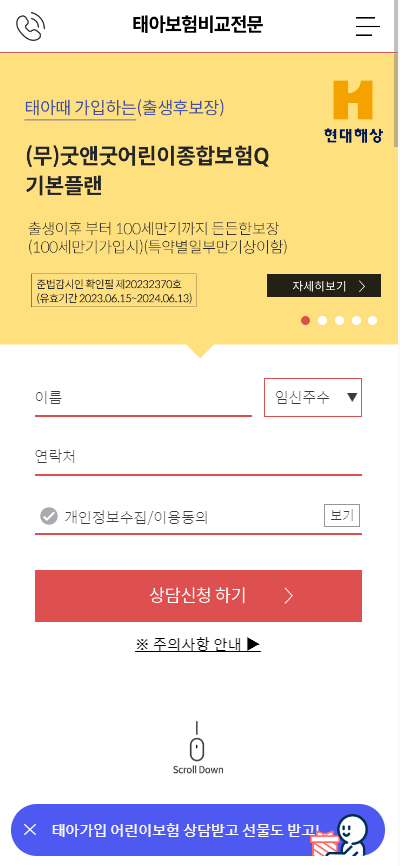 태아보험비교전문
태아때 가입하는(출생후보장)
현대해상
(무)굿앤굿어린이종합보험Q
기본플랜
출생이후 부터 100세만기까지 든든한보장
(100세만기가입시)(특약별일부만기상이함)
준법감시인 확인필 제20232370호
(유효기간 2023.06.15~2024.06.13)
자세히보기
이름
임신주수 ▼
연락처
개인정보수집/이용동의
보기
상담신청 하기
※ 주의사항 안내 ▶
Scroll Down
태아가입 어린이보험 상담받고 선물도 받고!